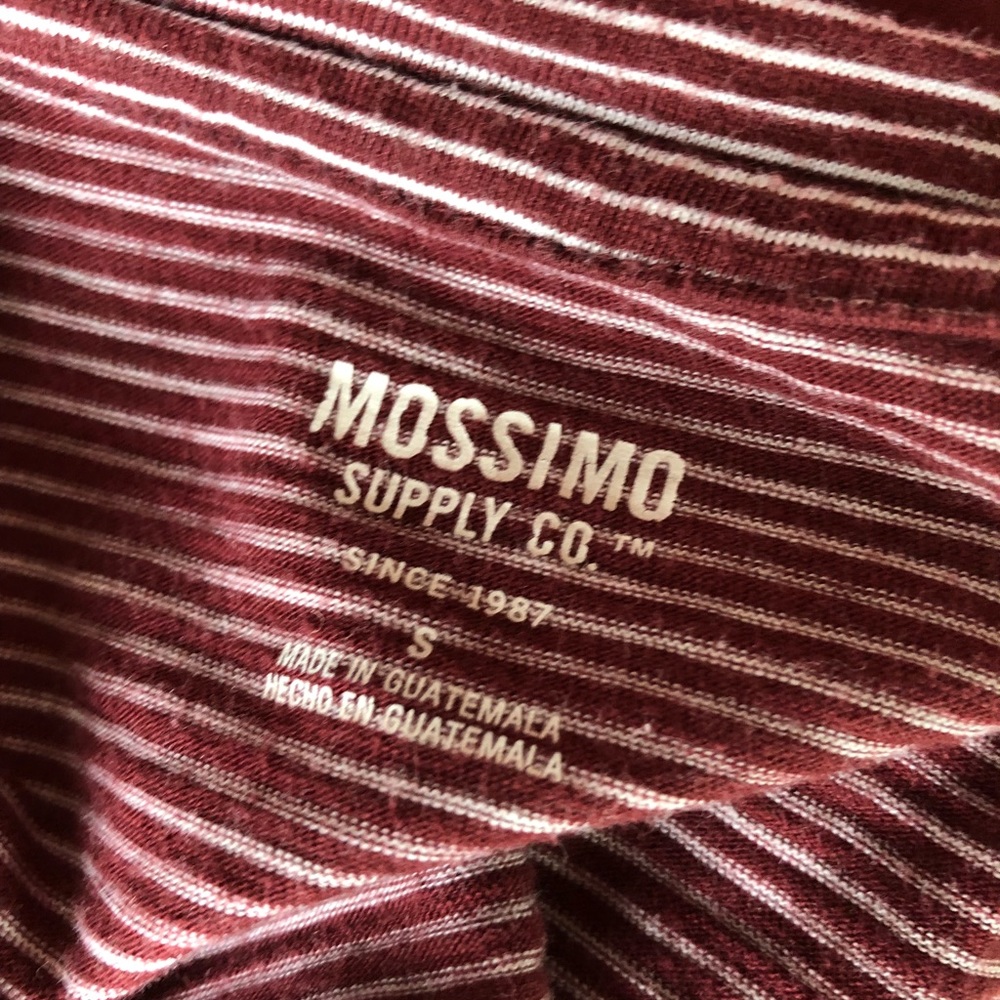 MOSSIMO
SUPPLY CO.™
SINCE 1987
S
MADE IN GUATEMALA
HECHO EN GUATEMALA